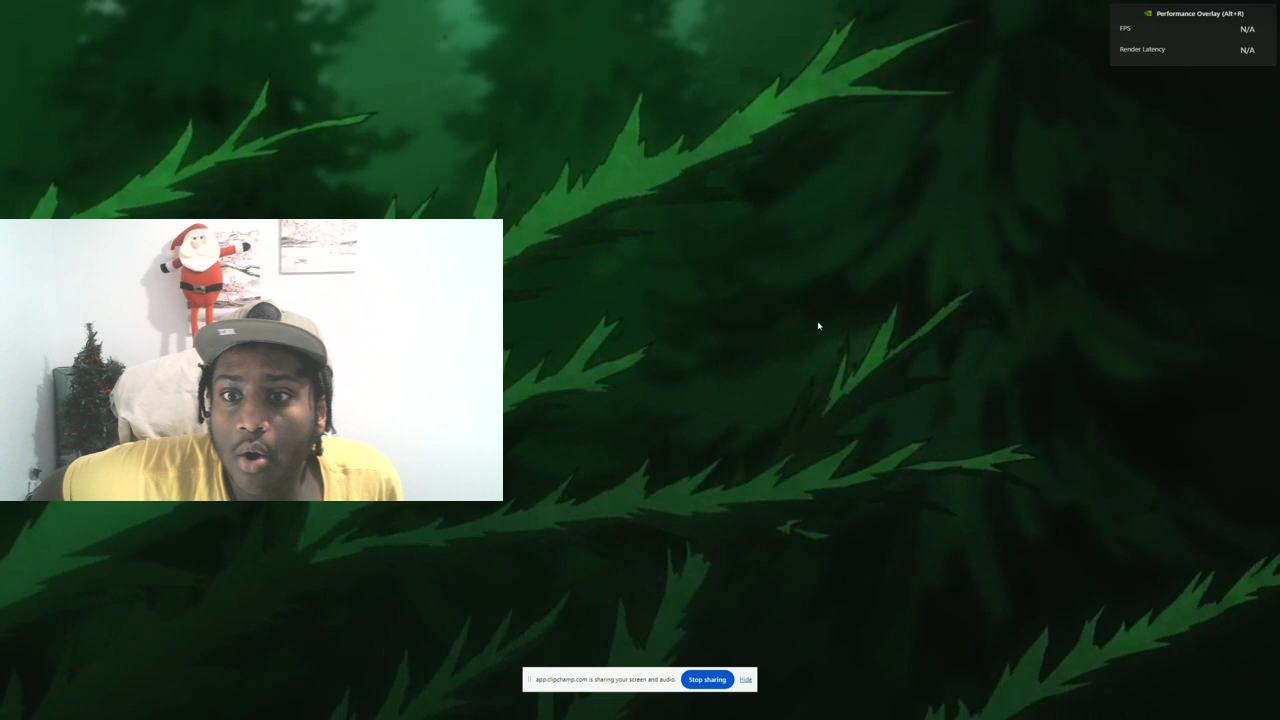 Performance Overlay (Alt+R)
FPS N/A
Render Latency N/A
app.clipchamp.com is sharing your screen and audio. Stop sharing Hide